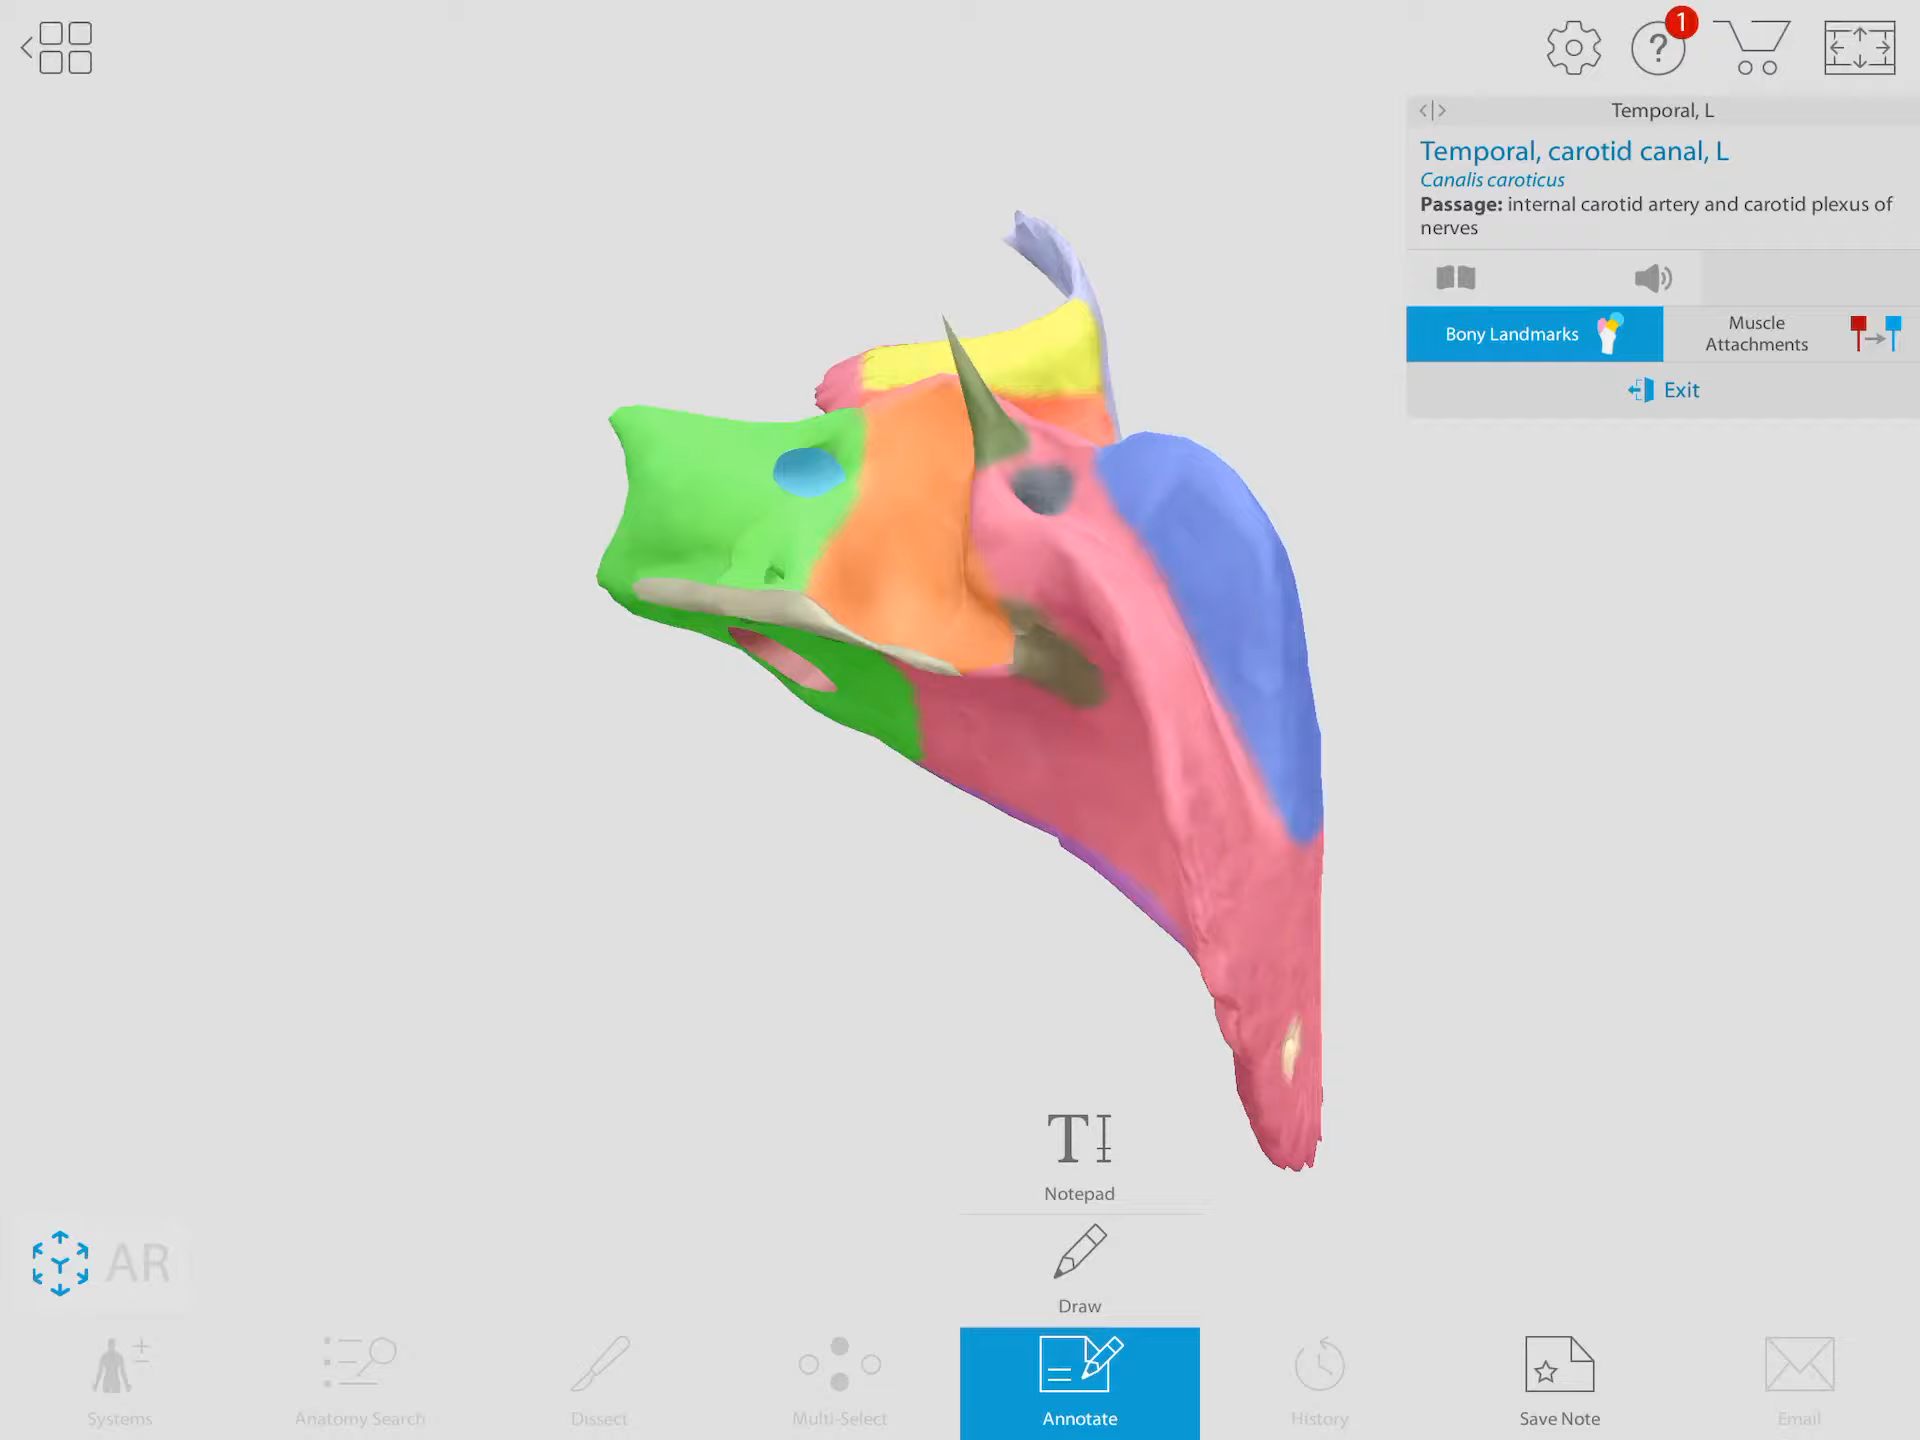 1
Temporal, L
Temporal, carotid canal, L
Canalis caroticus
Passage: internal carotid artery and carotid plexus of
nerves
Bony Landmarks
Muscle
Attachments
Exit
Notepad
Draw
AR
Systems
Anatomy Search
Dissect
Multi-Select
Annotate
History
Save Note
Email